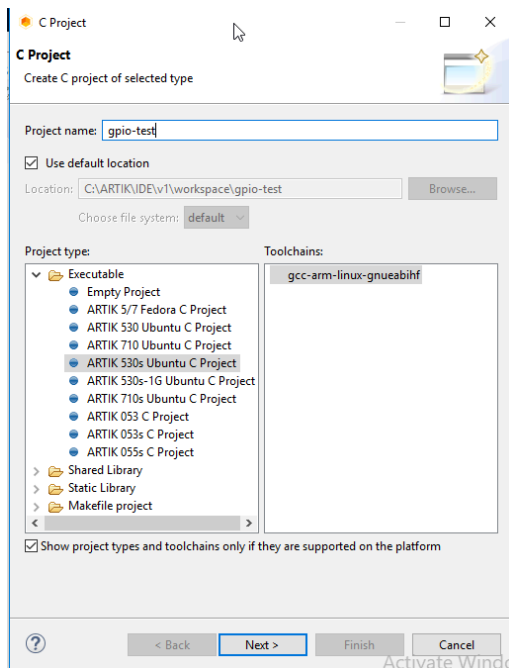 C Project
C Project
Create C project of selected type
Project name: gpio-test
Use default location
Location: C:\ARTIK\IDE\v1\workspace\gpio-test Browse...
Choose file system: default
Project type: Toolchains:
Executable gcc-arm-linux-gnueabihf
Empty Project
ARTIK 5/7 Fedora C Project
ARTIK 530 Ubuntu C Project
ARTIK 710 Ubuntu C Project
ARTIK 530s Ubuntu C Project
ARTIK 530s-1G Ubuntu C Project
ARTIK 710s Ubuntu C Project
ARTIK 053 C Project
ARTIK 053s C Project
ARTIK 055s C Project
Shared Library
Static Library
Makefile project
Show project types and toolchains only if they are supported on the platform
? < Back Next > Finish Cancel
Activate Windo